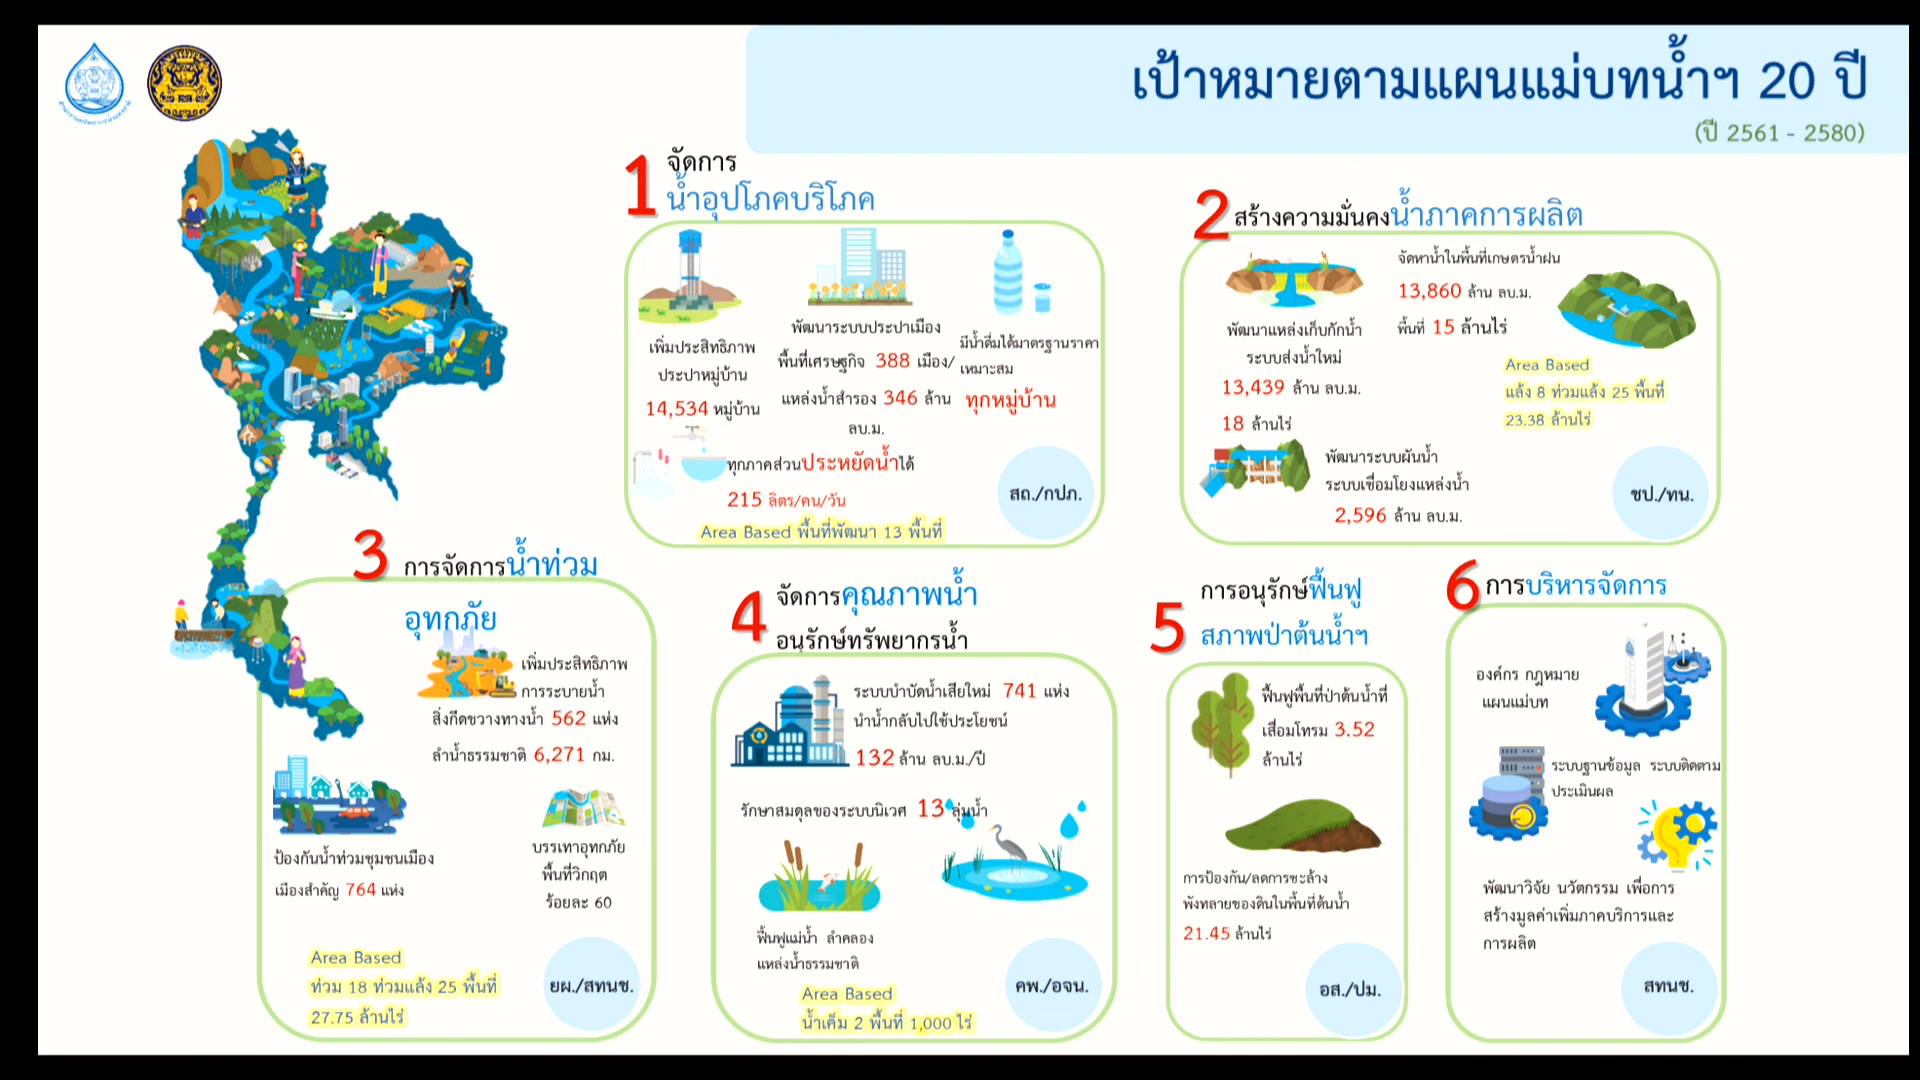 เป้าหมายตามแผนแม่บทน้ำฯ 20 ปี
(ปี 2561 - 2580)
1 จัดการ
น้ำอุปโภคบริโภค
เพิ่มประสิทธิภาพ
ประปาหมู่บ้าน
14,534 หมู่บ้าน
พัฒนาระบบประปาเมือง
พื้นที่เศรษฐกิจ 388 เมือง/
แหล่งน้ำสำรอง 346 ล้าน
ลบ.ม.
มีน้ำดื่มได้มาตรฐานราคา
เหมาะสม
ทุกหมู่บ้าน
ทุกภาคส่วนประหยัดน้ำได้
215 ลิตร/คน/วัน
Area Based พื้นที่พัฒนา 13 พื้นที่
สถ./กปภ.
2 สร้างความมั่นคงน้ำภาคการผลิต
พัฒนาแหล่งเก็บกักน้ำ
ระบบส่งน้ำใหม่
13,439 ล้าน ลบ.ม.
18 ล้านไร่
จัดหาน้ำในพื้นที่เกษตรน้ำฝน
13,860 ล้าน ลบ.ม.
พื้นที่ 15 ล้านไร่
Area Based
แล้ง 8 ท่วมแล้ง 25 พื้นที่
23.38 ล้านไร่
พัฒนาระบบผันน้ำ
ระบบเชื่อมโยงแหล่งน้ำ
2,596 ล้าน ลบ.ม.
ชป./ทน.
3 การจัดการน้ำท่วม
อุทกภัย
เพิ่มประสิทธิภาพ
การระบายน้ำ
สิ่งกีดขวางทางน้ำ 562 แห่ง
ลำน้ำธรรมชาติ 6,271 กม.
ป้องกันน้ำท่วมชุมชนเมือง
เมืองสำคัญ 764 แห่ง
บรรเทาอุทกภัย
พื้นที่วิกฤต
ร้อยละ 60
Area Based
ท่วม 18 ท่วมแล้ง 25 พื้นที่
27.75 ล้านไร่
ยผ./สทนช.
4 จัดการคุณภาพน้ำ
อนุรักษ์ทรัพยากรน้ำ
ระบบบำบัดน้ำเสียใหม่ 741 แห่ง
นำน้ำกลับไปใช้ประโยชน์
132 ล้าน ลบ.ม./ปี
รักษาสมดุลของระบบนิเวศ 13 ลุ่มน้ำ
ฟื้นฟูแม่น้ำ ลำคลอง
แหล่งน้ำธรรมชาติ
Area Based
น้ำเค็ม 2 พื้นที่ 1,000 ไร่
คพ./อจน.
5 การอนุรักษ์ฟื้นฟู
สภาพป่าต้นน้ำฯ
ฟื้นฟูพื้นที่ป่าต้นน้ำที่
เสื่อมโทรม 3.52
ล้านไร่
การป้องกัน/ลดการชะล้าง
พังทลายของดินในพื้นที่ต้นน้ำ
21.45 ล้านไร่
อส./ปม.
6 การบริหารจัดการ
องค์กร กฎหมาย
แผนแม่บท
ระบบฐานข้อมูล ระบบติดตาม
ประเมินผล
พัฒนาวิจัย นวัตกรรม เพื่อการ
สร้างมูลค่าเพิ่มภาคบริการและ
การผลิต
สทนช.